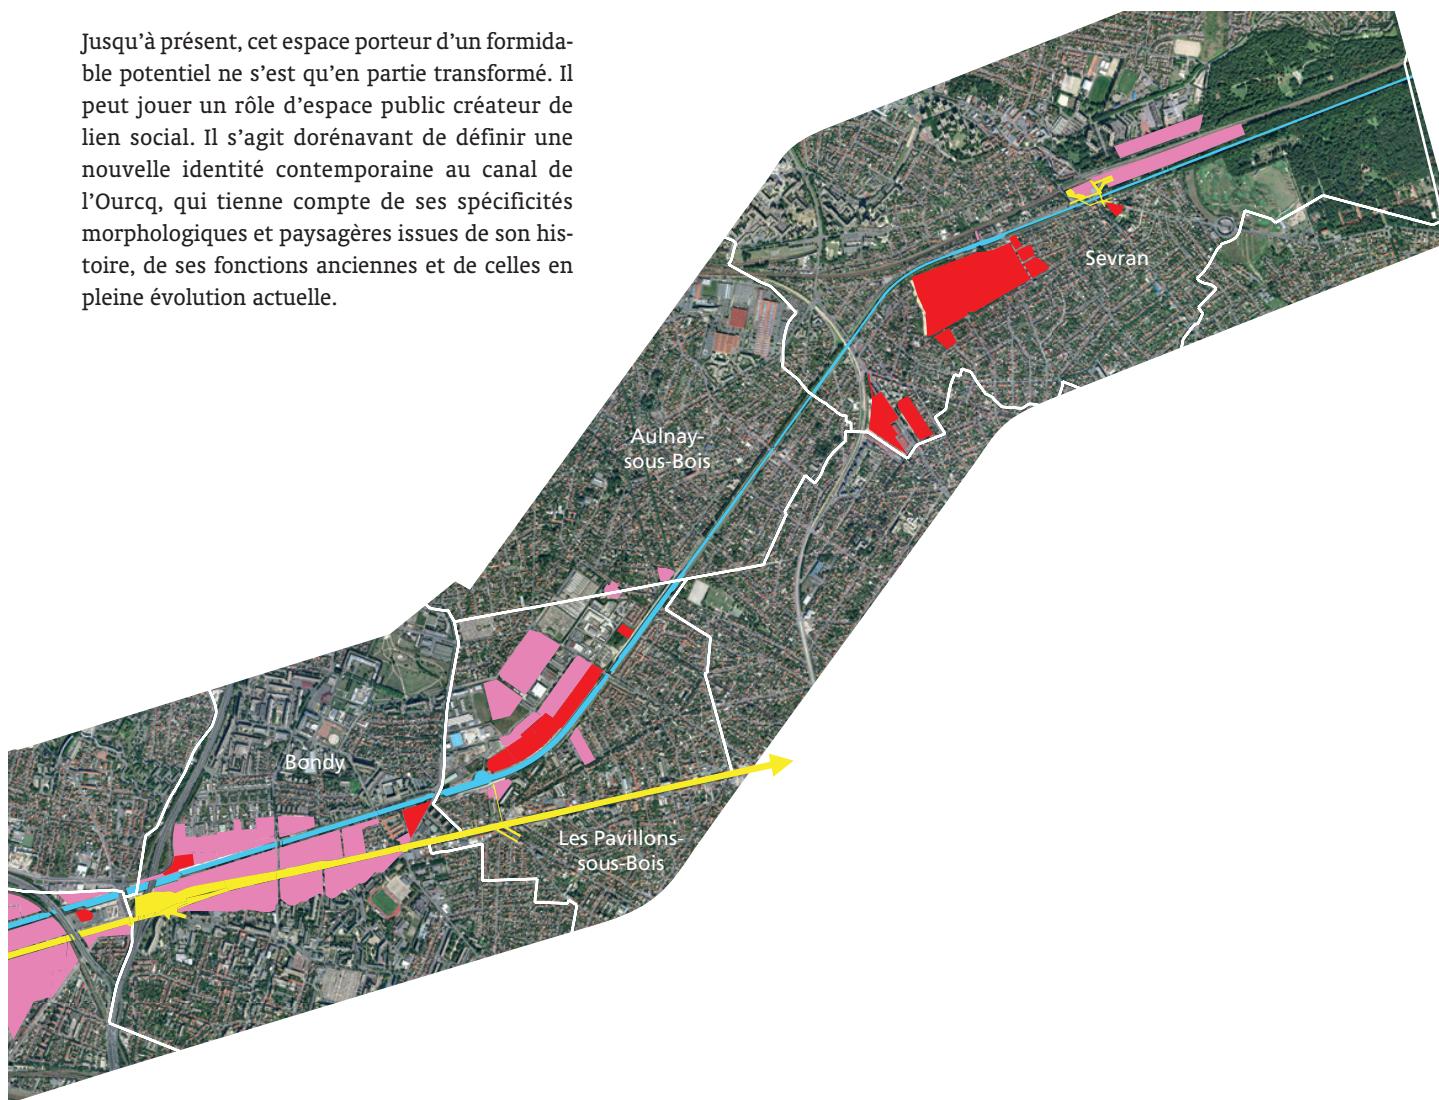 Jusqu’à présent, cet espace porteur d’un formida-
ble potentiel ne s’est qu’en partie transformé. Il
peut jouer un rôle d’espace public créateur de
lien social. Il s’agit dorénavant de définir une
nouvelle identité contemporaine au canal de
l’Ourcq, qui tienne compte de ses spécificités
morphologiques et paysagères issues de son his-
toire, de ses fonctions anciennes et de celles en
pleine évolution actuelle.
Sevran
Aulnay-
sous-Bois
Bondy
Les Pavillons-
sous-Bois